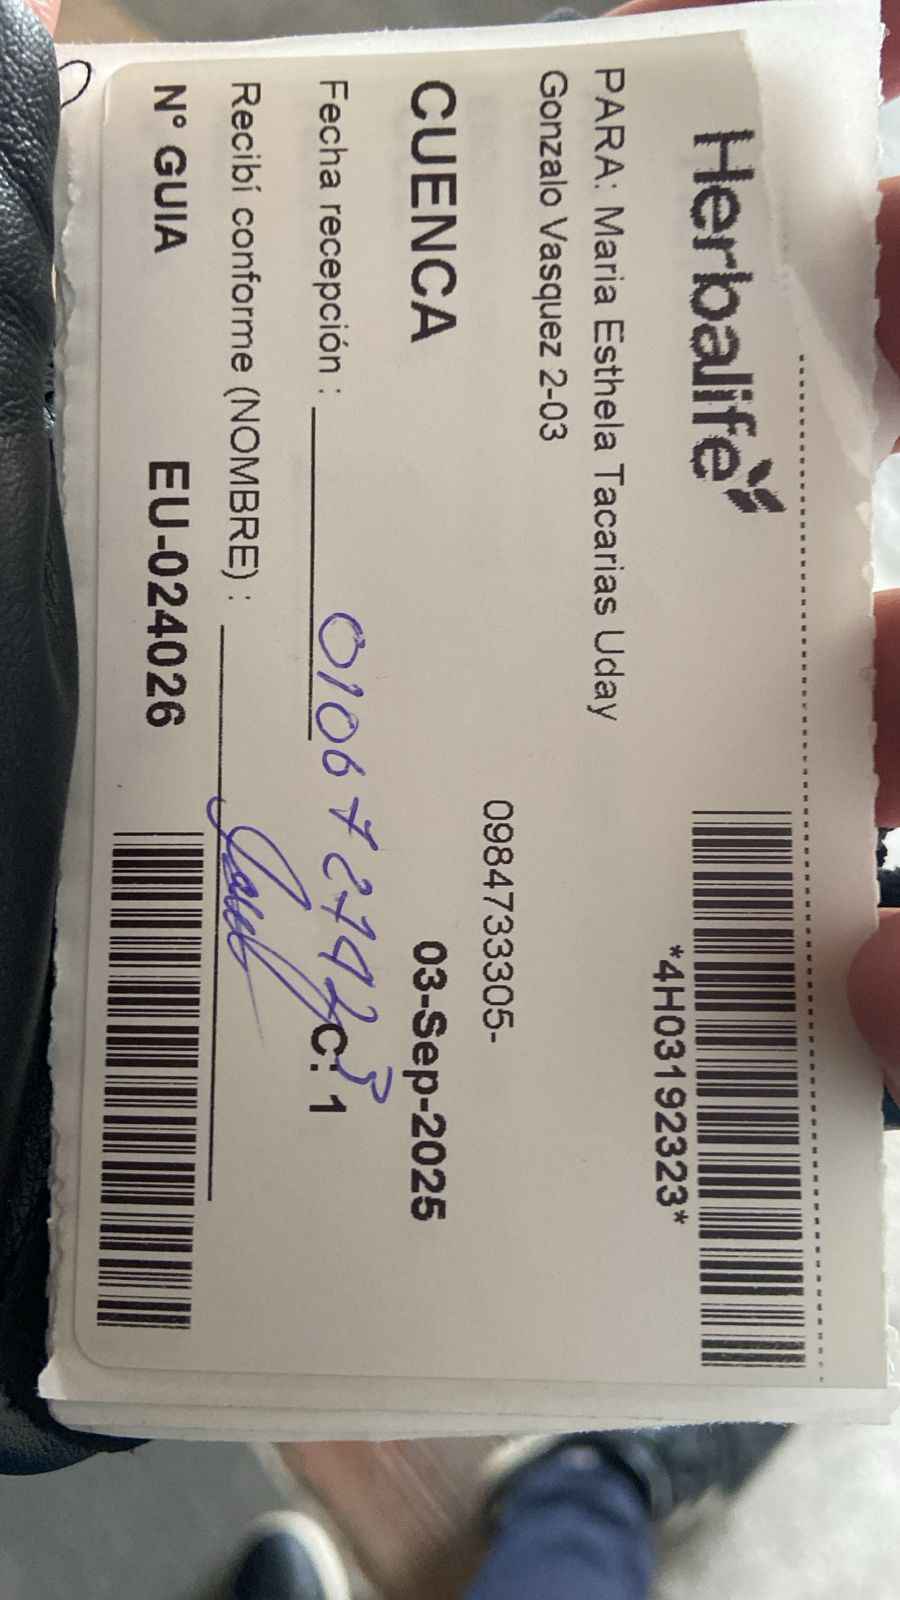 Herbalife
*4H03192323*
PARA: Maria Esthela Tacarias Uday
Gonzalo Vasquez 2-03
0984733305-
CUENCA 03-Sep-2025
Fecha recepción :
C: 1
Recibí conforme (NOMBRE) :
N° GUIA EU-024026